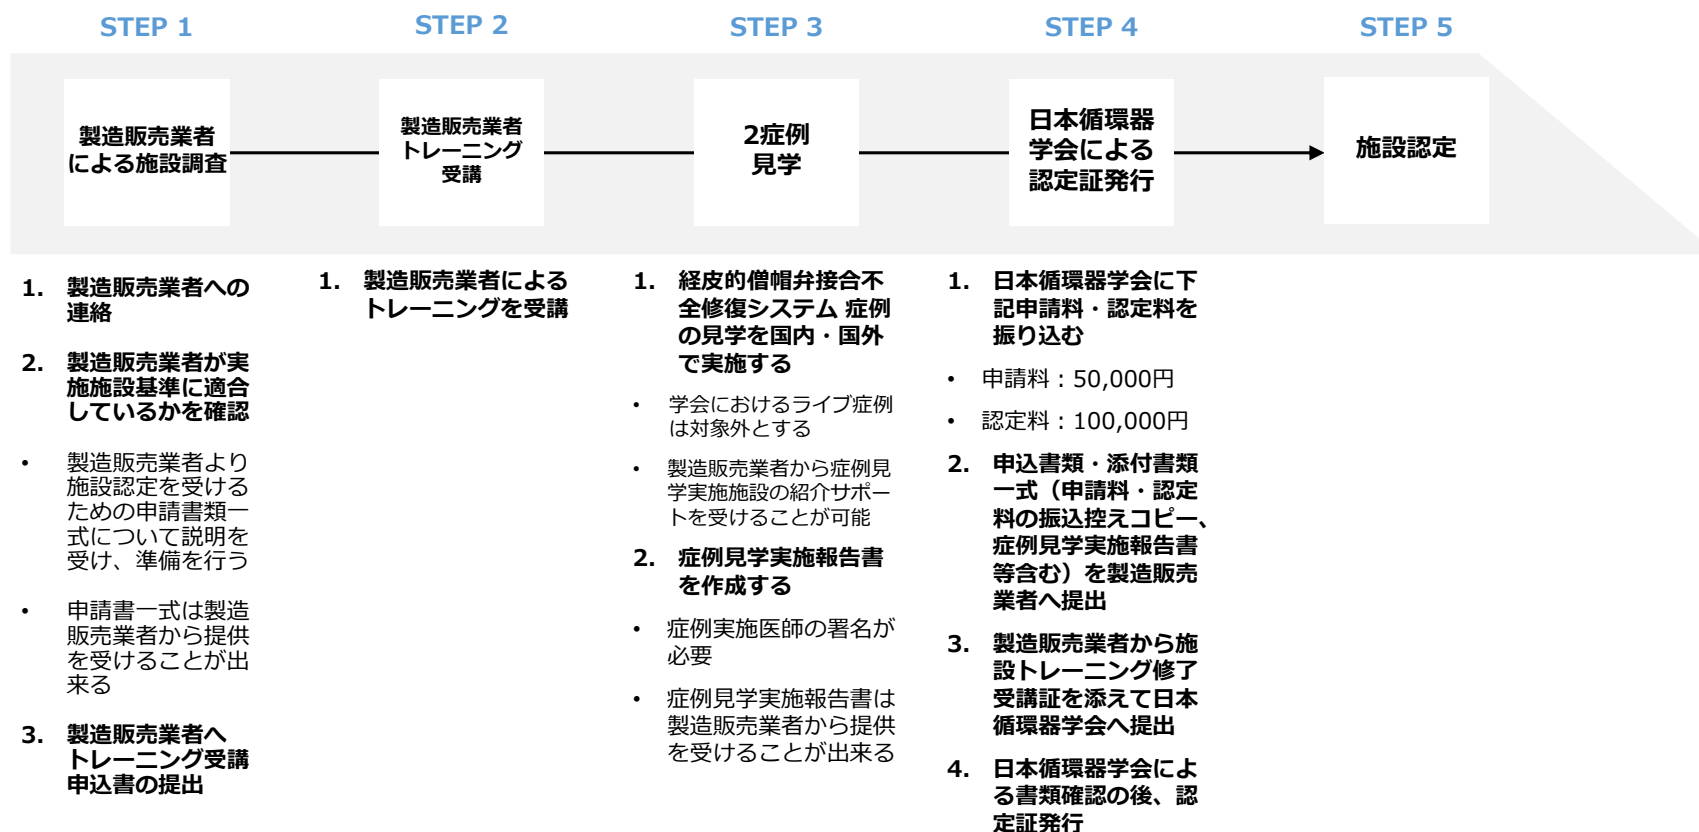 STEP 1
STEP 2
STEP 3
STEP 4
STEP 5
製造販売業者
による施設調査
製造販売業者
トレーニング
受講
2症例
見学
日本循環器
学会による
認定証発行
施設認定
1. 製造販売業者への
連絡
2. 製造販売業者が実
施施設基準に適合
しているかを確認
• 製造販売業者より
施設認定を受ける
ための申請書類一
式について説明を
受け、準備を行う
• 申請書一式は製造
販売業者から提供
を受けることが出
来る
3. 製造販売業者へ
トレーニング受講
申込書の提出
1. 製造販売業者による
トレーニングを受講
1. 経皮的僧帽弁接合不
全修復システム 症例
の見学を国内・国外
で実施する
• 学会におけるライブ症例
は対象外とする
• 製造販売業者から症例見
学実施施設の紹介サポー
トを受けることが可能
2. 症例見学実施報告書
を作成する
• 症例実施医師の署名が
必要
• 症例見学実施報告書は
製造販売業者から提供
を受けることが出来る
1. 日本循環器学会に下
記申請料・認定料を
振り込む
• 申請料：50,000円
• 認定料：100,000円
2. 申込書類・添付書類
一式（申請料・認定
料の振込控えコピー、
症例見学実施報告書
等含む）を製造販売
業者へ提出
3. 製造販売業者から施
設トレーニング修了
受講証を添えて日本
循環器学会へ提出
4. 日本循環器学会によ
る書類確認の後、認
定証発行